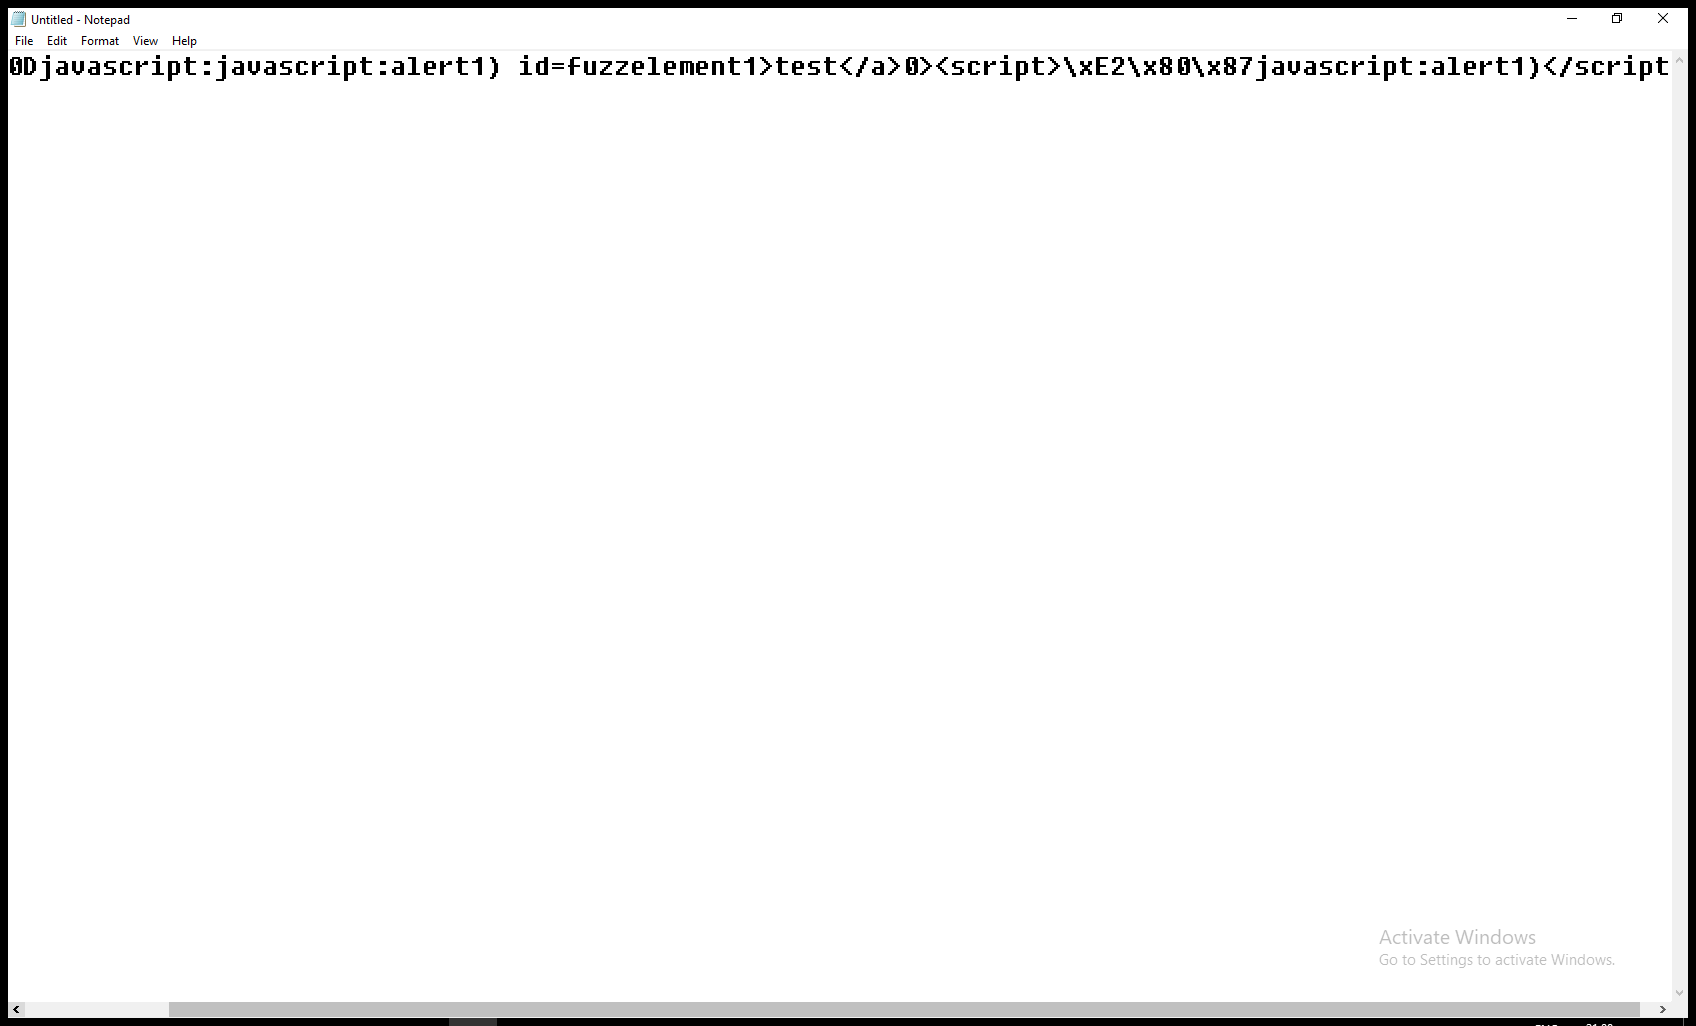 Untitled - Notepad
File Edit Format View Help
0Djavascript:javascript:alert1) id=fuzzelement1>test</a>0><script>\xE2\x80\x87javascript:alert1)</script
Activate Windows
Go to Settings to activate Windows.